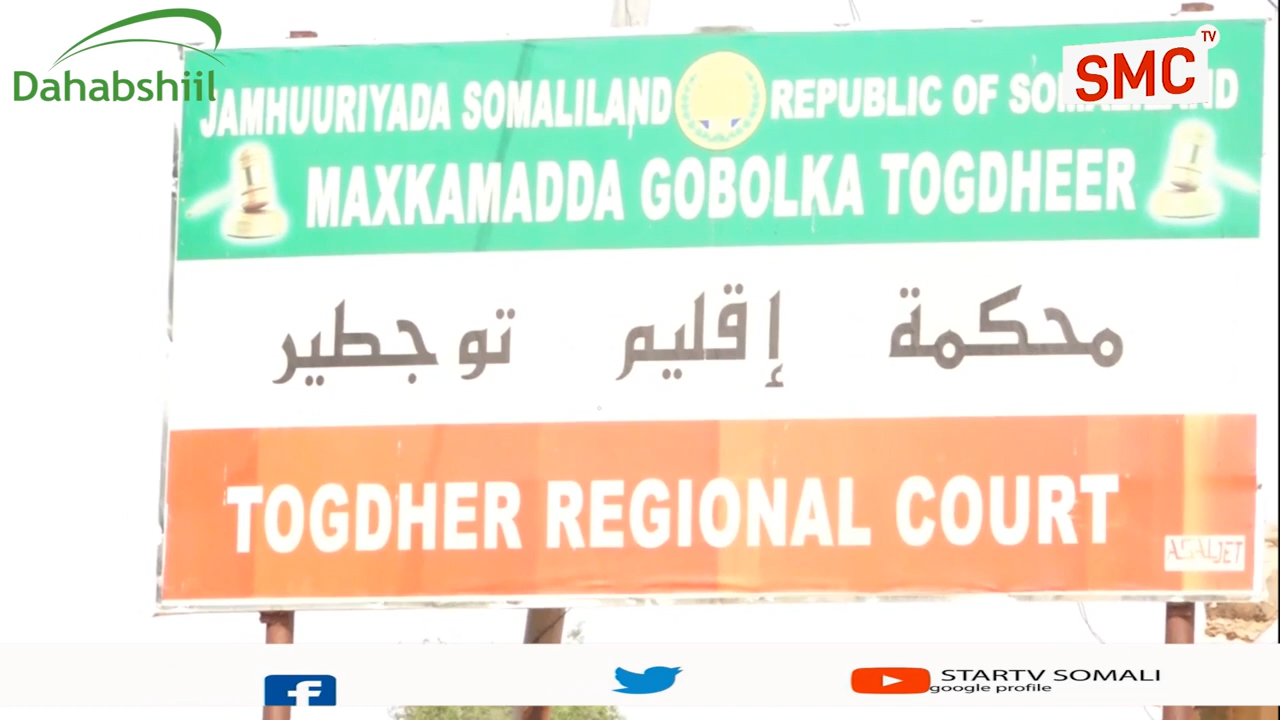 Dahabshiil
SMC TV
JAMHUURIYADA SOMALILAND REPUBLIC OF SOMALILAND
MAXKAMADDA GOBOLKA TOGDHEER
محكمة إقليم توجطير
TOGDHER REGIONAL COURT
ASALJET
STARTV SOMALI
google profile